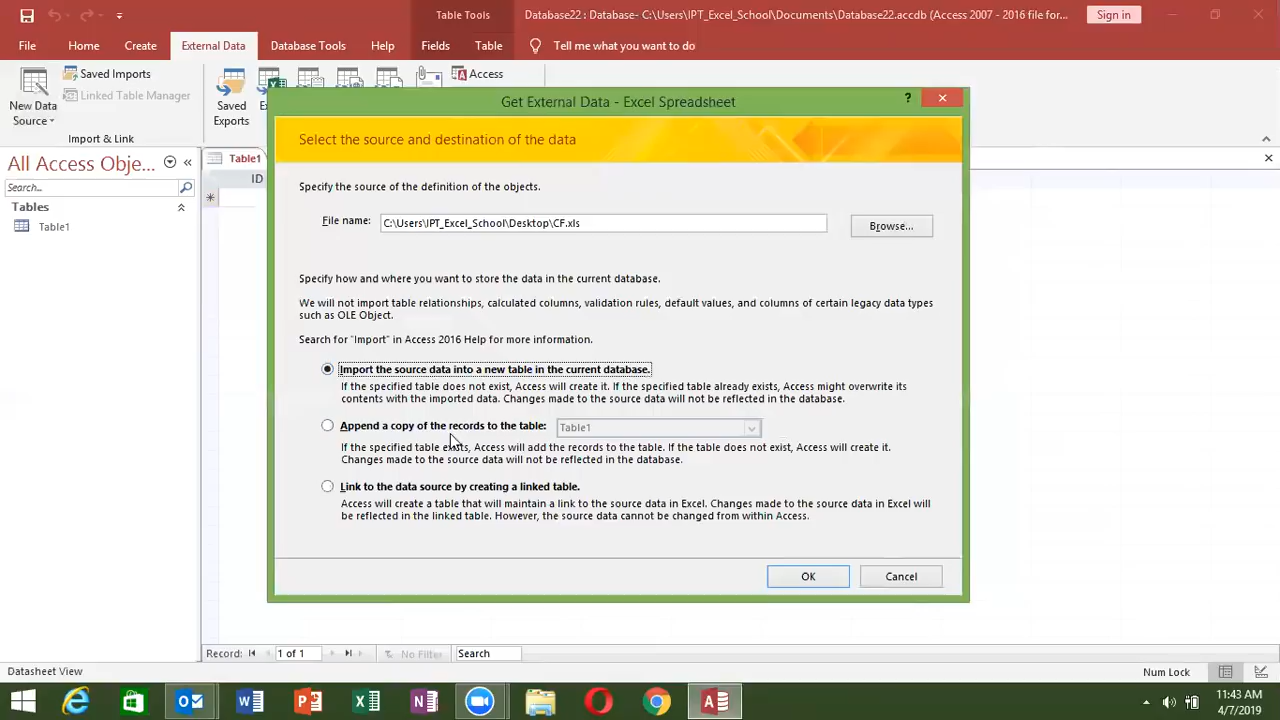 Table Tools
Database22 : Database- C:\Users\IPT_Excel_School\Documents\Database22.accdb (Access 2007 - 2016 file for...
Sign in
File
Home
Create
External Data
Database Tools
Help
Fields
Table
Tell me what you want to do
New Data
Source
Saved Imports
Linked Table Manager
Import & Link
Saved
Exports
Access
Get External Data - Excel Spreadsheet
?
Select the source and destination of the data
All Access Obje...
Search...
Tables
Table1
Table1
ID
Specify the source of the definition of the objects.
File name:
C:\Users\IPT_Excel_School\Desktop\CF.xls
Browse...
Specify how and where you want to store the data in the current database.
We will not import table relationships, calculated columns, validation rules, default values, and columns of certain legacy data types
such as OLE Object.
Search for "Import" in Access 2016 Help for more information.
Import the source data into a new table in the current database.
If the specified table does not exist, Access will create it. If the specified table already exists, Access might overwrite its
contents with the imported data. Changes made to the source data will not be reflected in the database.
Append a copy of the records to the table:
Table1
If the specified table exists, Access will add the records to the table. If the table does not exist, Access will create it.
Changes made to the source data will not be reflected in the database.
Link to the data source by creating a linked table.
Access will create a table that will maintain a link to the source data in Excel. Changes made to the source data in Excel will
be reflected in the linked table. However, the source data cannot be changed from within Access.
OK
Cancel
Record:
1 of 1
No Filter
Search
Datasheet View
Num Lock
11:43 AM
4/7/2019